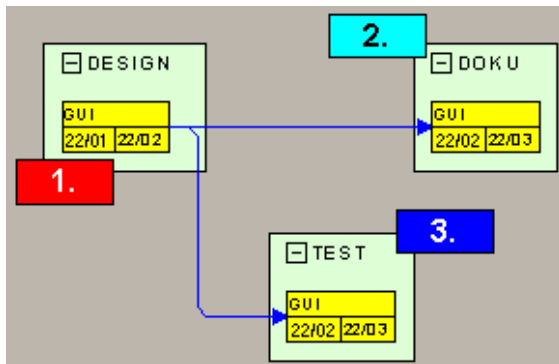 2.
DESIGN
DOKU
GUI
22/01 22/02
GUI
22/02 22/03
1.
3.
TEST
GUI
22/02 22/03